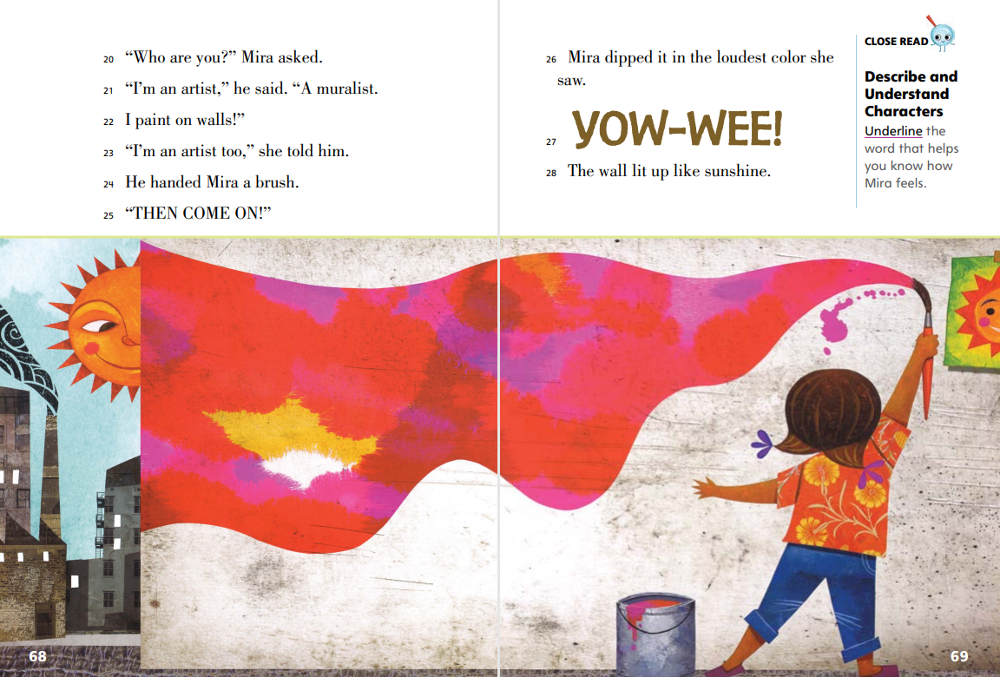 20 “Who are you?” Mira asked.
21 “I’m an artist,” he said. “A muralist.
22 I paint on walls!”
23 “I’m an artist too,” she told him.
24 He handed Mira a brush.
25 “THEN COME ON!”
68
26 Mira dipped it in the loudest color she
saw.
27 YOW-WEE!
28 The wall lit up like sunshine.
CLOSE READ
Describe and
Understand
Characters
Underline the
word that helps
you know how
Mira feels.
69